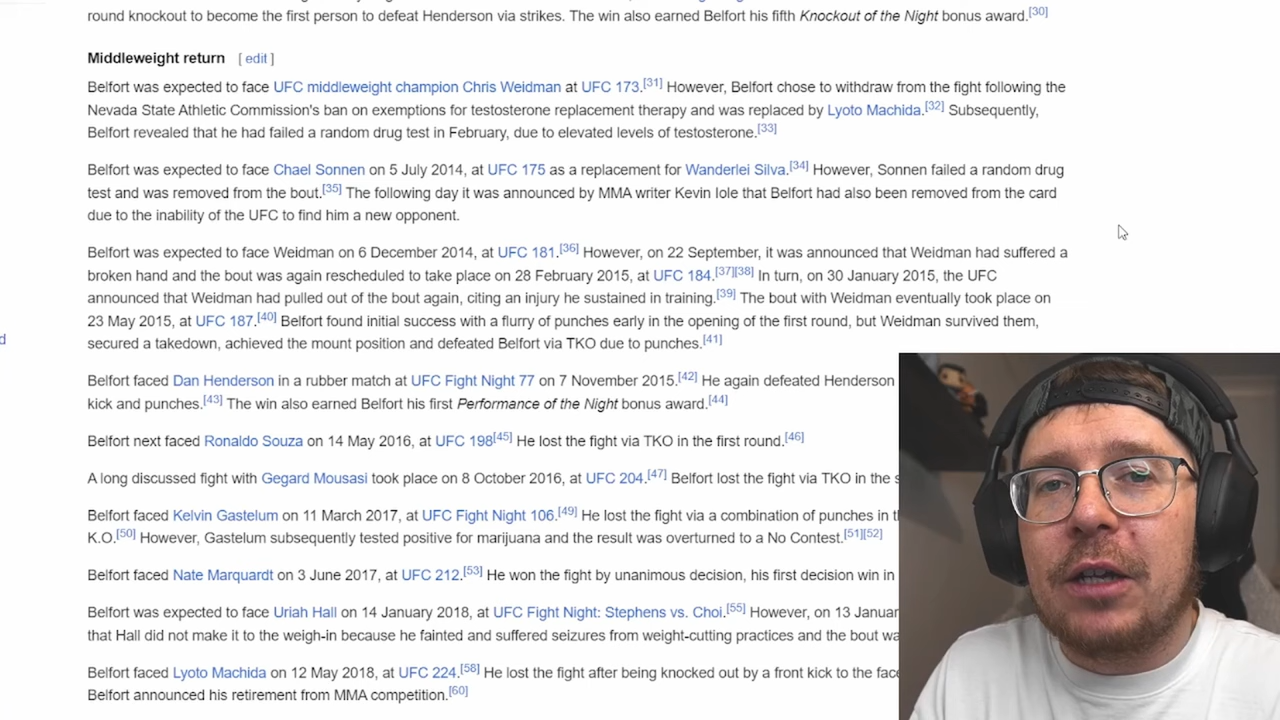 round knockout to become the first person to defeat Henderson via strikes. The win also earned Belfort his fifth Knockout of the Night bonus award.[30]
Middleweight return [ edit ]
Belfort was expected to face UFC middleweight champion Chris Weidman at UFC 173.[31] However, Belfort chose to withdraw from the fight following the
Nevada State Athletic Commission's ban on exemptions for testosterone replacement therapy and was replaced by Lyoto Machida.[32] Subsequently,
Belfort revealed that he had failed a random drug test in February, due to elevated levels of testosterone.[33]
Belfort was expected to face Chael Sonnen on 5 July 2014, at UFC 175 as a replacement for Wanderlei Silva.[34] However, Sonnen failed a random drug
test and was removed from the bout.[35] The following day it was announced by MMA writer Kevin Iole that Belfort had also been removed from the card
due to the inability of the UFC to find him a new opponent.
Belfort was expected to face Weidman on 6 December 2014, at UFC 181.[36] However, on 22 September, it was announced that Weidman had suffered a
broken hand and the bout was again rescheduled to take place on 28 February 2015, at UFC 184.[37][38] In turn, on 30 January 2015, the UFC
announced that Weidman had pulled out of the bout again, citing an injury he sustained in training.[39] The bout with Weidman eventually took place on
23 May 2015, at UFC 187.[40] Belfort found initial success with a flurry of punches early in the opening of the first round, but Weidman survived them,
secured a takedown, achieved the mount position and defeated Belfort via TKO due to punches.[41]
Belfort faced Dan Henderson in a rubber match at UFC Fight Night 77 on 7 November 2015.[42] He again defeated Henderson
kick and punches.[43] The win also earned Belfort his first Performance of the Night bonus award.[44]
Belfort next faced Ronaldo Souza on 14 May 2016, at UFC 198[45] He lost the fight via TKO in the first round.[46]
A long discussed fight with Gegard Mousasi took place on 8 October 2016, at UFC 204.[47] Belfort lost the fight via TKO in the
Belfort faced Kelvin Gastelum on 11 March 2017, at UFC Fight Night 106.[49] He lost the fight via a combination of punches in
K.O.[50] However, Gastelum subsequently tested positive for marijuana and the result was overturned to a No Contest.[51][52]
Belfort faced Nate Marquardt on 3 June 2017, at UFC 212.[53] He won the fight by unanimous decision, his first decision win in
Belfort was expected to face Uriah Hall on 14 January 2018, at UFC Fight Night: Stephens vs. Choi.[55] However, on 13 Januar
that Hall did not make it to the weigh-in because he fainted and suffered seizures from weight-cutting practices and the bout wa
Belfort faced Lyoto Machida on 12 May 2018, at UFC 224.[58] He lost the fight after being knocked out by a front kick to the face
Belfort announced his retirement from MMA competition.[60]